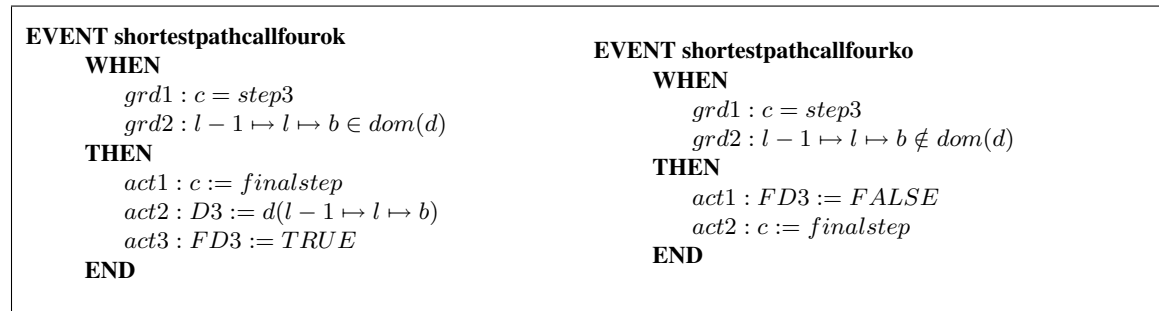 EVENT shortestpathcallfourok
WHEN
grd1 : c = step3
grd2 : l − 1 ↦ l ↦ b ∈ dom(d)
THEN
act1 : c := finalstep
act2 : D3 := d(l − 1 ↦ l ↦ b)
act3 : FD3 := TRUE
END
EVENT shortestpathcallfourko
WHEN
grd1 : c = step3
grd2 : l − 1 ↦ l ↦ b ∉ dom(d)
THEN
act1 : FD3 := FALSE
act2 : c := finalstep
END